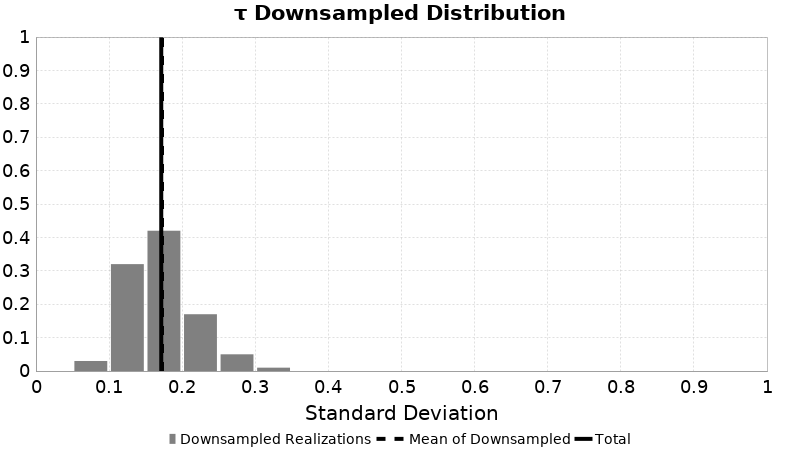 τ Downsampled Distribution
1
0.9
0.8
0.7
0.6
0.5
0.4
0.3
0.2
0.1
0
0 0.1 0.2 0.3 0.4 0.5 0.6 0.7 0.8 0.9 1
Standard Deviation
Downsampled Realizations Mean of Downsampled Total